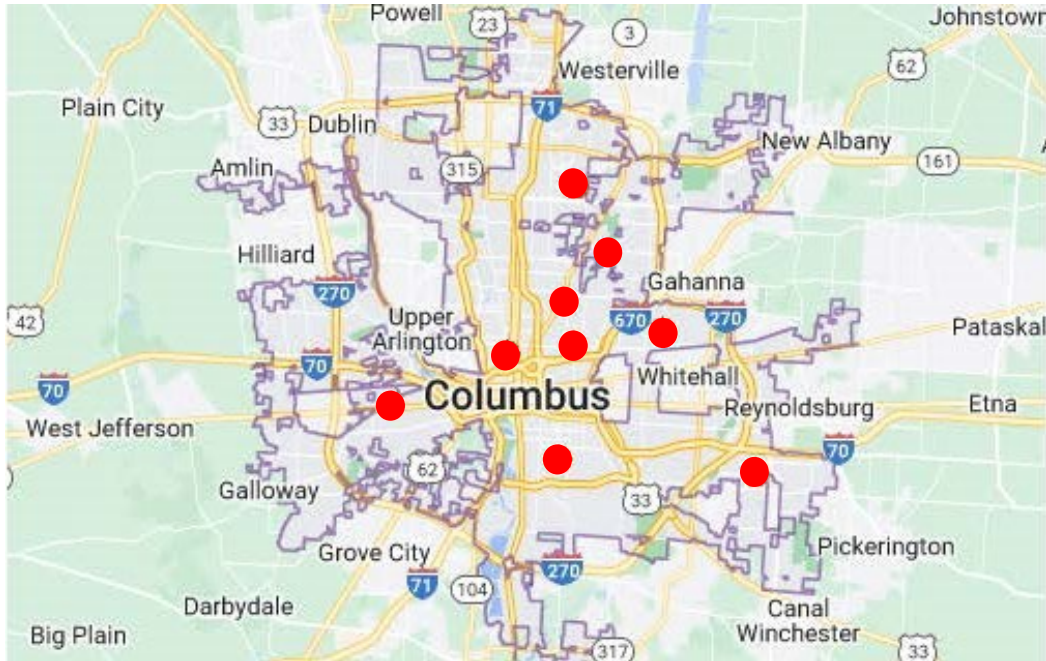 Powell
23
3
Johnstown
62
Westerville
71
Plain City
33
Dublin
New Albany
315
161
Amlin
Hilliard
Gahanna
270
670
270
42
Upper
Arlington
Pataskal
70
Whitehall
70
Columbus
Reynoldsburg
Etna
West Jefferson
70
62
Galloway
33
Grove City
Pickerington
270
71
104
Darbydale
Canal
Winchester
Big Plain
317
33